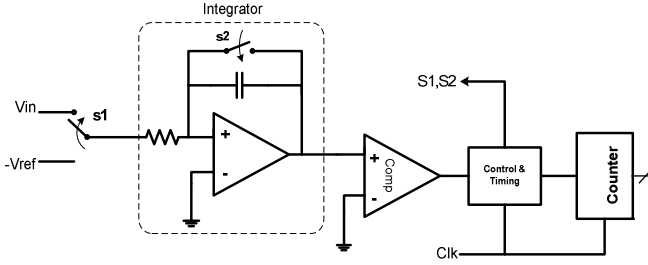 Integrator
s2
S1,S2
Vin
s1
-Vref
+
-
+
-
Comp
Control &
Timing
Counter
Clk